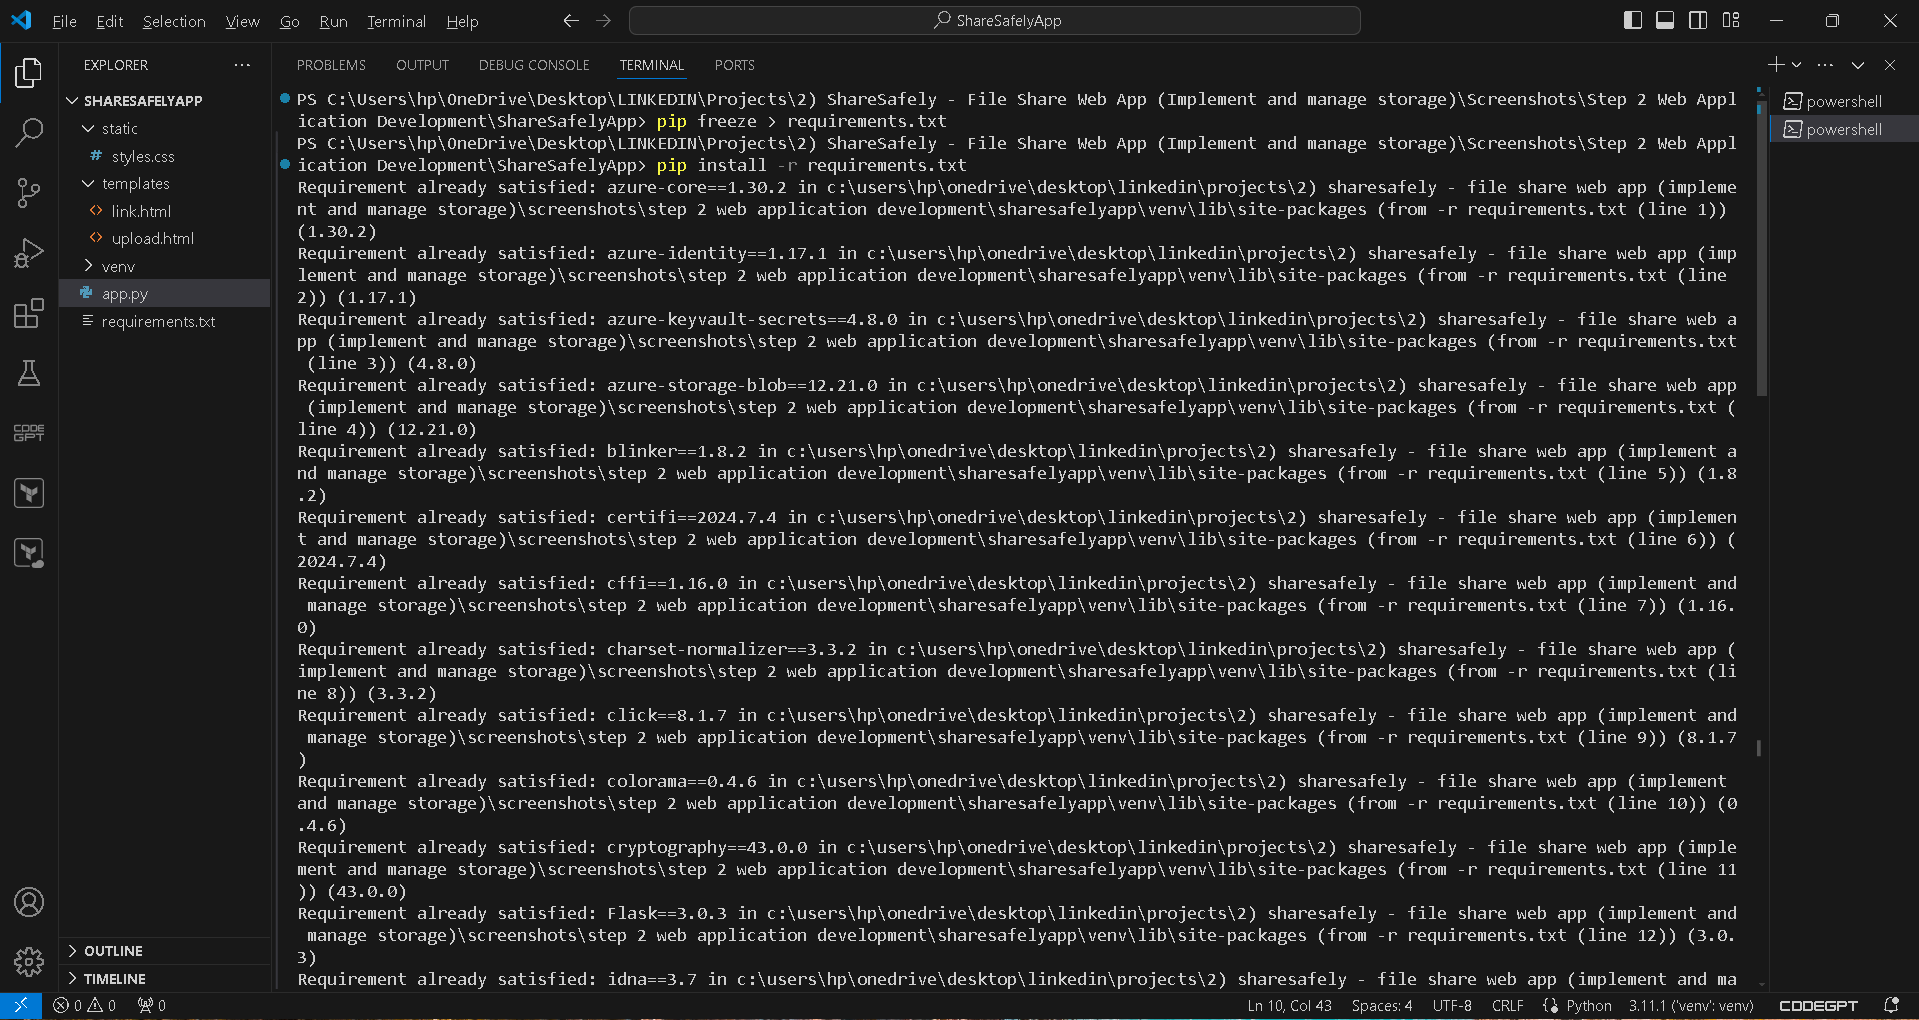 File Edit Selection View Go Run Terminal Help
ShareSafelyApp
EXPLORER
SHARESAFELYAPP
static
# styles.css
templates
<> link.html
<> upload.html
venv
app.py
requirements.txt
OUTLINE
TIMELINE
CODE
GPT
PROBLEMS OUTPUT DEBUG CONSOLE TERMINAL PORTS
PS C:\Users\hp\OneDrive\Desktop\LINKEDIN\Projects\2) ShareSafely - File Share Web App (Implement and manage storage)\Screenshots\Step 2 Web Appl
ication Development\ShareSafelyApp> pip freeze > requirements.txt
PS C:\Users\hp\OneDrive\Desktop\LINKEDIN\Projects\2) ShareSafely - File Share Web App (Implement and manage storage)\Screenshots\Step 2 Web Appl
ication Development\ShareSafelyApp> pip install -r requirements.txt
Requirement already satisfied: azure-core==1.30.2 in c:\users\hp\onedrive\desktop\linkedin\projects\2) sharesafely - file share web app (impleme
nt and manage storage)\screenshots\step 2 web application development\sharesafelyapp\venv\lib\site-packages (from -r requirements.txt (line 1))
(1.30.2)
Requirement already satisfied: azure-identity==1.17.1 in c:\users\hp\onedrive\desktop\linkedin\projects\2) sharesafely - file share web app (imp
lement and manage storage)\screenshots\step 2 web application development\sharesafelyapp\venv\lib\site-packages (from -r requirements.txt (line
2)) (1.17.1)
Requirement already satisfied: azure-keyvault-secrets==4.8.0 in c:\users\hp\onedrive\desktop\linkedin\projects\2) sharesafely - file share web a
pp (implement and manage storage)\screenshots\step 2 web application development\sharesafelyapp\venv\lib\site-packages (from -r requirements.txt
(line 3)) (4.8.0)
Requirement already satisfied: azure-storage-blob==12.21.0 in c:\users\hp\onedrive\desktop\linkedin\projects\2) sharesafely - file share web app
(implement and manage storage)\screenshots\step 2 web application development\sharesafelyapp\venv\lib\site-packages (from -r requirements.txt (
line 4)) (12.21.0)
Requirement already satisfied: blinker==1.8.2 in c:\users\hp\onedrive\desktop\linkedin\projects\2) sharesafely - file share web app (implement a
nd manage storage)\screenshots\step 2 web application development\sharesafelyapp\venv\lib\site-packages (from -r requirements.txt (line 5)) (1.8
.2)
Requirement already satisfied: certifi==2024.7.4 in c:\users\hp\onedrive\desktop\linkedin\projects\2) sharesafely - file share web app (implemen
t and manage storage)\screenshots\step 2 web application development\sharesafelyapp\venv\lib\site-packages (from -r requirements.txt (line 6)) (
2024.7.4)
Requirement already satisfied: cffi==1.16.0 in c:\users\hp\onedrive\desktop\linkedin\projects\2) sharesafely - file share web app (implement and
manage storage)\screenshots\step 2 web application development\sharesafelyapp\venv\lib\site-packages (from -r requirements.txt (line 7)) (1.16.
0)
Requirement already satisfied: charset-normalizer==3.3.2 in c:\users\hp\onedrive\desktop\linkedin\projects\2) sharesafely - file share web app (
implement and manage storage)\screenshots\step 2 web application development\sharesafelyapp\venv\lib\site-packages (from -r requirements.txt (li
ne 8)) (3.3.2)
Requirement already satisfied: click==8.1.7 in c:\users\hp\onedrive\desktop\linkedin\projects\2) sharesafely - file share web app (implement and
manage storage)\screenshots\step 2 web application development\sharesafelyapp\venv\lib\site-packages (from -r requirements.txt (line 9)) (8.1.7
)
Requirement already satisfied: colorama==0.4.6 in c:\users\hp\onedrive\desktop\linkedin\projects\2) sharesafely - file share web app (implement
and manage storage)\screenshots\step 2 web application development\sharesafelyapp\venv\lib\site-packages (from -r requirements.txt (line 10)) (0
.4.6)
Requirement already satisfied: cryptography==43.0.0 in c:\users\hp\onedrive\desktop\linkedin\projects\2) sharesafely - file share web app (imple
ment and manage storage)\screenshots\step 2 web application development\sharesafelyapp\venv\lib\site-packages (from -r requirements.txt (line 11
)) (43.0.0)
Requirement already satisfied: Flask==3.0.3 in c:\users\hp\onedrive\desktop\linkedin\projects\2) sharesafely - file share web app (implement and
manage storage)\screenshots\step 2 web application development\sharesafelyapp\venv\lib\site-packages (from -r requirements.txt (line 12)) (3.0.
3)
Requirement already satisfied: idna==3.7 in c:\users\hp\onedrive\desktop\linkedin\projects\2) sharesafely - file share web app (implement and ma
powershell
powershell
0 0 0
Ln 10, Col 43 Spaces: 4 UTF-8 CRLF {} Python 3.11.1 ('venv': venv) CODEGPT